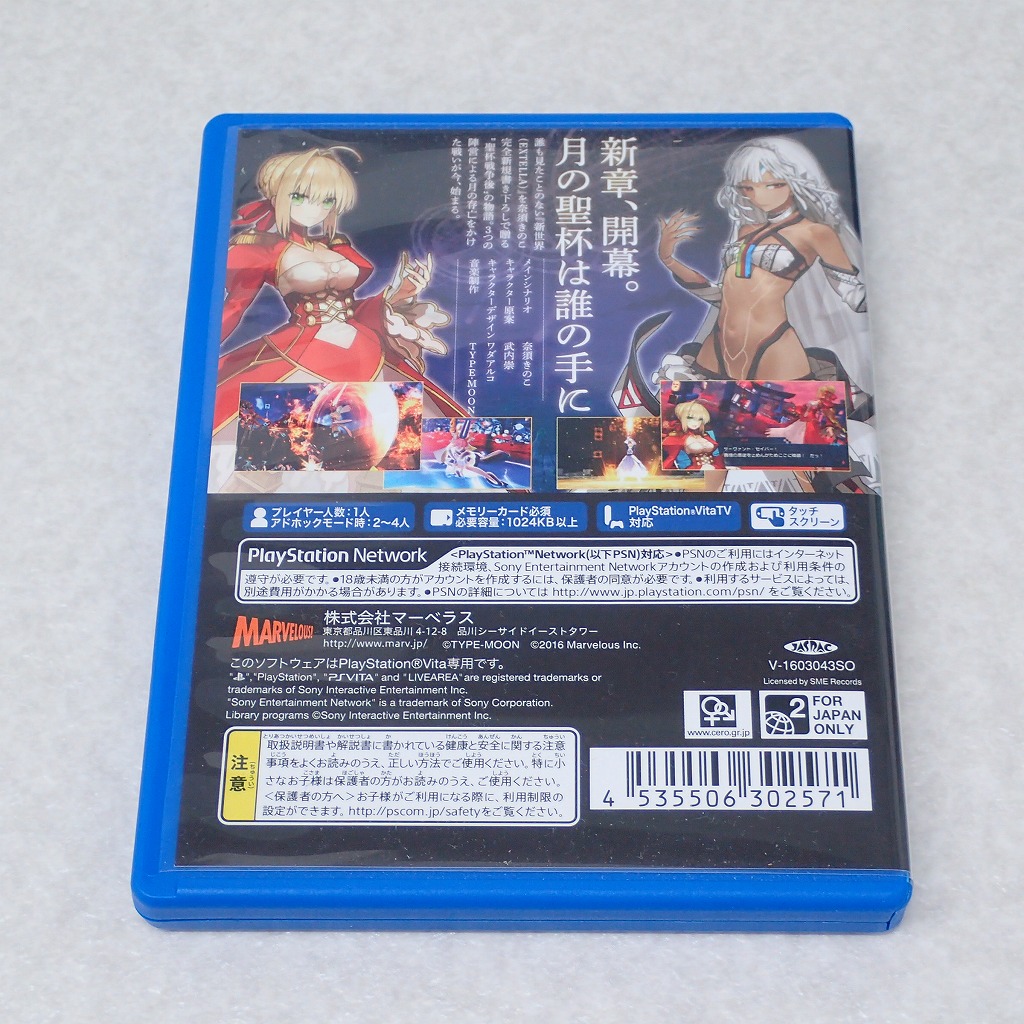 新章、開幕。
月の聖杯は誰の手に
誰も見たことのない『新世界
(EXTELLA)』を奈須きのこ
完全新規書き下ろしで贈る
“聖杯戦争後”の物語。3つの
陣営による月の存亡をかけ
た戦いが今、始まる。
メインシナリオ 奈須きのこ
キャラクター原案 武内崇
キャラクターデザイン ワダアルコ
音楽制作 TYPE-MOON
サーヴァント・セイバー!
プレイヤー人数:1人
アドホックモード時:2~4人
メモリーカード必須
必要容量:1024KB以上
PlayStation®VitaTV
対応
タッチ
スクリーン
PlayStation Network <PlayStation™Network(以下PSN)対応>●PSNのご利用にはインターネット
接続環境、Sony Entertainment Networkアカウントの作成および利用条件の
遵守が必要です。●18歳未満の方がアカウントを作成するには、保護者の同意が必要です。●利用するサービスによっては、
別途費用がかかる場合があります。●PSNの詳細については http://www.jp.playstation.com/psn/ をご覧ください。
MARVELOUS!
株式会社マーベラス
東京都品川区東品川 4-12-8 品川シーサイドイーストタワー
http://www.marv.jp/ ©TYPE-MOON ©2016 Marvelous Inc.
JASRAC
V-1603043SO
Licensed by SME Records
このソフトウェアはPlayStation®Vita専用です。
"PlayStation", "PSVITA" and "LIVEAREA" are registered trademarks or
trademarks of Sony Interactive Entertainment Inc.
"Sony Entertainment Network" is a trademark of Sony Corporation.
Library programs ©Sony Interactive Entertainment Inc.
www.cero.gr.jp
2
FOR
JAPAN
ONLY
注意
取扱説明書や解説書に書かれている健康と安全に関する注意
事項をよくお読みのうえ、正しい方法でご使用ください。特に小
さなお子様は保護者の方がお読みのうえ、ご使用ください。
<保護者の方へ>お子様がご利用になる際に、利用制限の
設定ができます。http://pscom.jp/safetyをご覧ください。
4 535506 302571